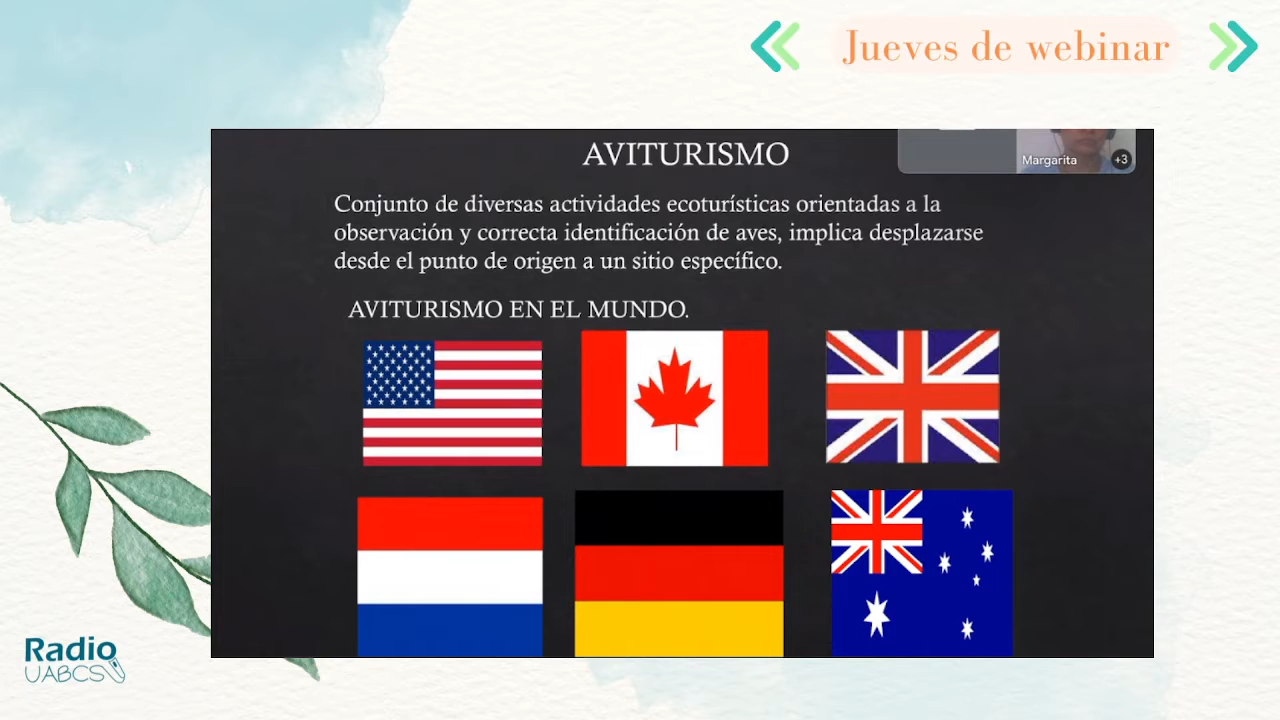 Jueves de webinar
AVITURISMO
Margarita
+3
Conjunto de diversas actividades ecoturísticas orientadas a la
observación y correcta identificación de aves, implica desplazarse
desde el punto de origen a un sitio específico.
AVITURISMO EN EL MUNDO.
Radio
UABCS